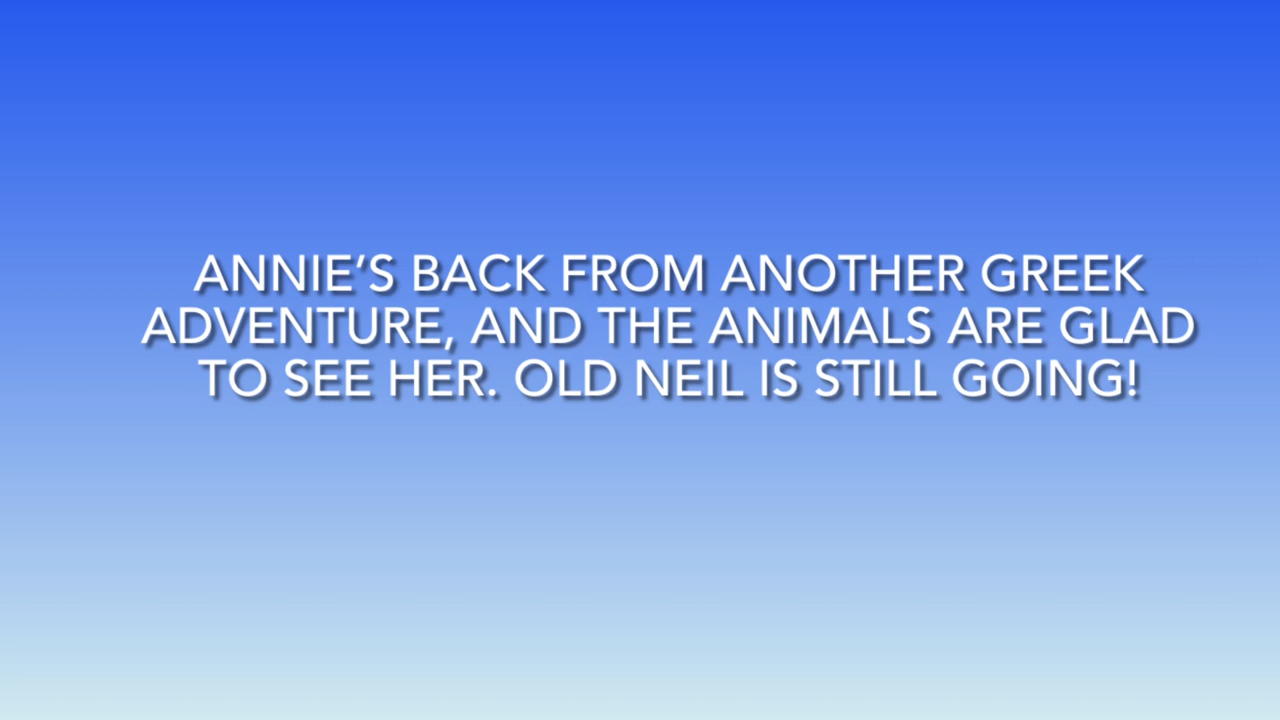 ANNIE’S BACK FROM ANOTHER GREEK
ADVENTURE, AND THE ANIMALS ARE GLAD
TO SEE HER. OLD NEIL IS STILL GOING!